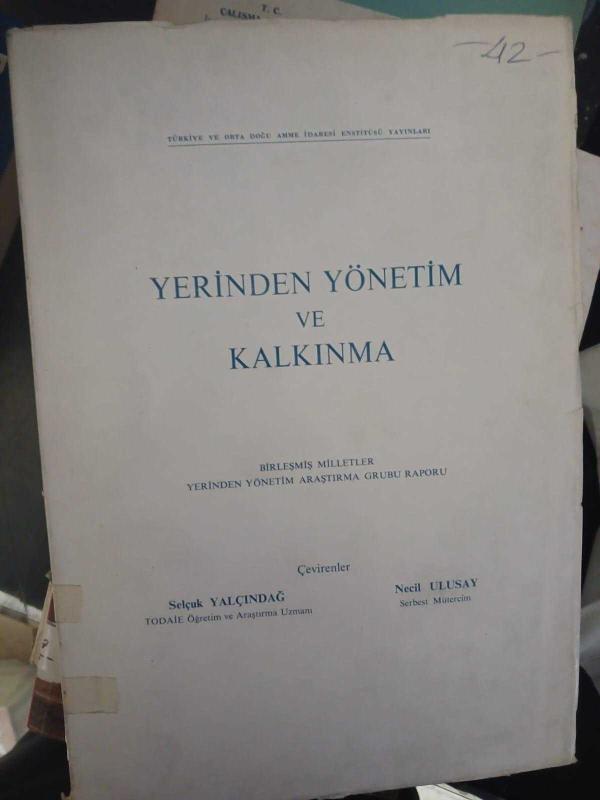 T. C.
-42-
TÜRKİYE VE ORTA DOĞU AMME İDARESİ ENSTİTÜSÜ YAYINLARI
YERİNDEN YÖNETİM
VE
KALKINMA
BİRLEŞMİŞ MİLLETLER
YERİNDEN YÖNETİM ARAŞTIRMA GRUBU RAPORU
Çevirenler
Selçuk YALÇINDAĞ
TODAİE Öğretim ve Araştırma Uzmanı
Necil ULUSAY
Serbest Mütercim